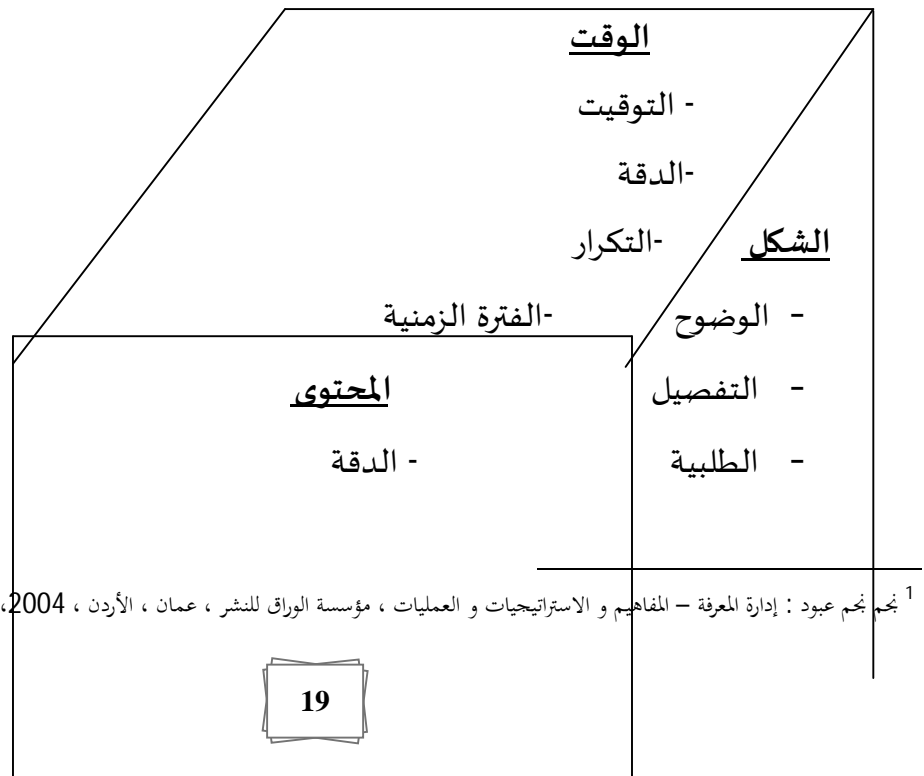 الوقت
- التوقيت
-الدقة
-التكرار
-الفترة الزمنية
الشكل
– الوضوح
– التفصيل
– الطلبية
المحتوى
- الدقة
1 نجم نجم عبود : إدارة المعرفة – المفاهيم و الاستراتيجيات و العمليات ، مؤسسة الوراق للنشر ، عمان ، الأردن ، 2004،
19